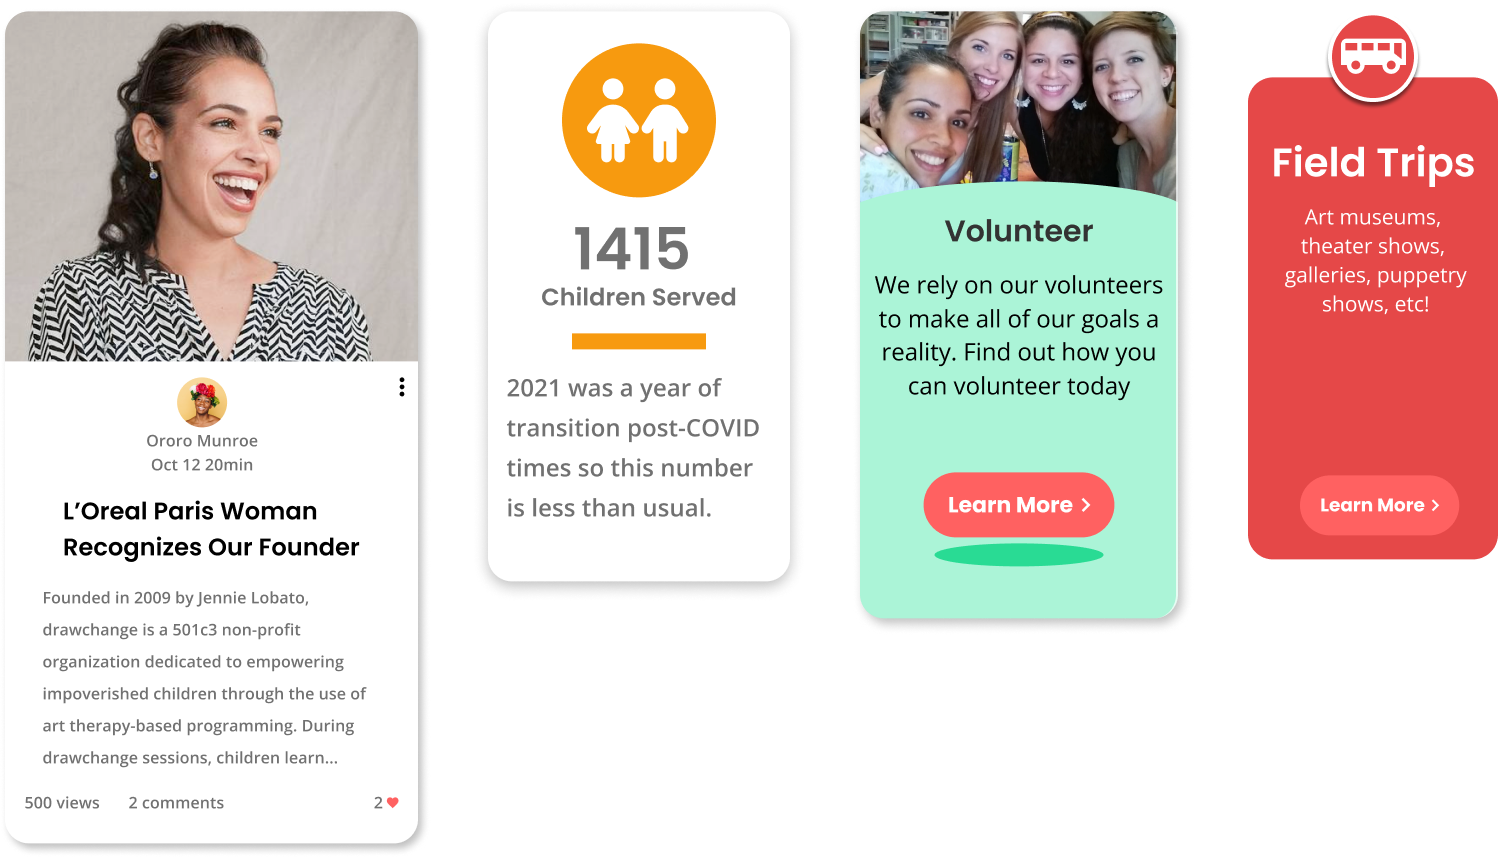 Ororo Munroe
Oct 12 20min
L’Oreal Paris Woman
Recognizes Our Founder
Founded in 2009 by Jennie Lobato,
drawchange is a 501c3 non-profit
organization dedicated to empowering
impoverished children through the use of
art therapy-based programming. During
drawchange sessions, children learn...
500 views 2 comments 2
1415
Children Served
2021 was a year of
transition post-COVID
times so this number
is less than usual.
Volunteer
We rely on our volunteers
to make all of our goals a
reality. Find out how you
can volunteer today
Learn More
Field Trips
Art museums,
theater shows,
galleries, puppetry
shows, etc!
Learn More